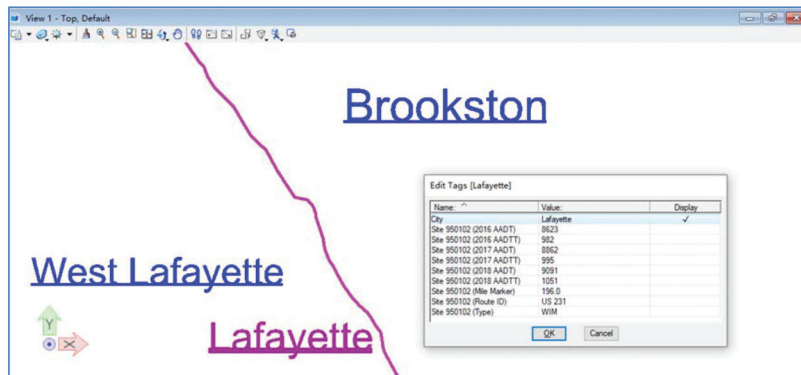 View 1 - Top, Default
Brookston
West Lafayette
Lafayette
Y
X
Edit Tags [Lafayette]
Name: Value: Display
City Lafayette ✓
Site 950102 (2016 AADT) 8623
Site 950102 (2016 AADTT) 982
Site 950102 (2017 AADT) 8862
Site 950102 (2017 AADTT) 995
Site 950102 (2018 AADT) 9091
Site 950102 (2018 AADTT) 1051
Site 950102 (Mile Marker) 196.0
Site 950102 (Route ID) US 231
Site 950102 (Type) WIM
OK Cancel